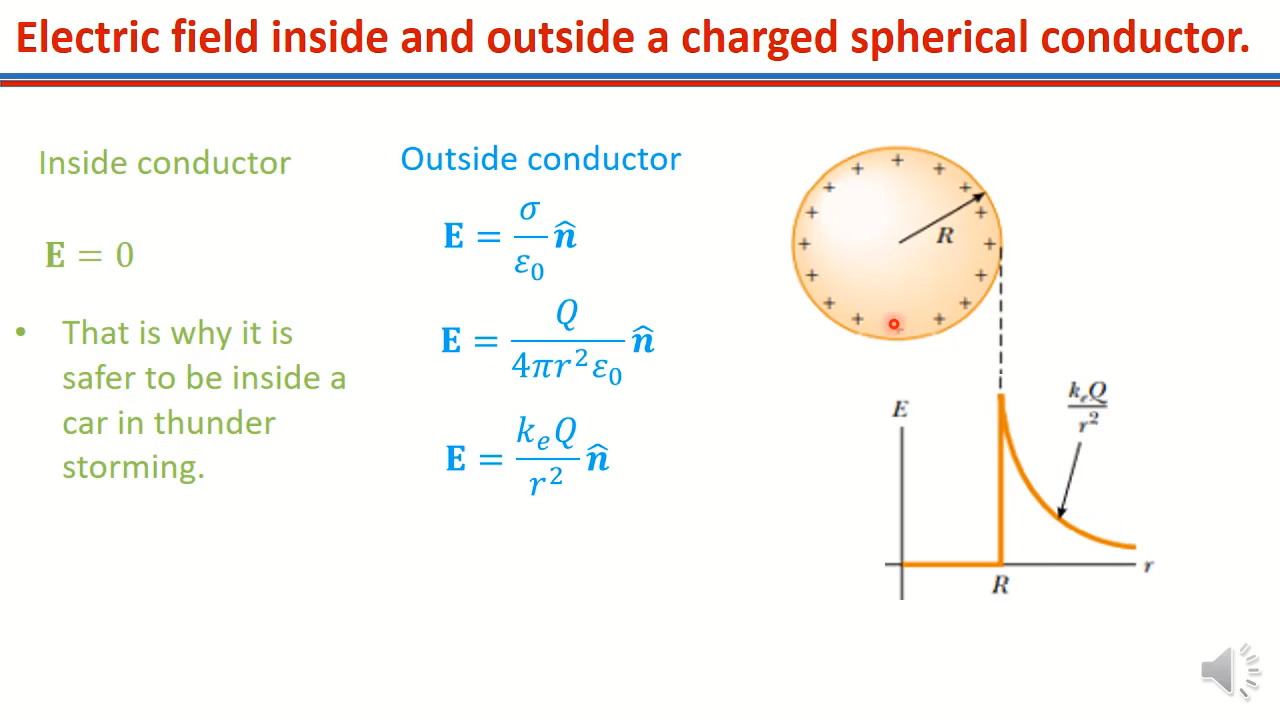 Electric field inside and outside a charged spherical conductor.
Inside conductor
E = 0
• That is why it is
safer to be inside a
car in thunder
storming.
Outside conductor
E = σ/ε₀ n̂
E = Q/4πr²ε₀ n̂
E = kₑQ/r² n̂
+ + + + + + + + + + + + + + +
R
E
kₑQ/r²
R
r